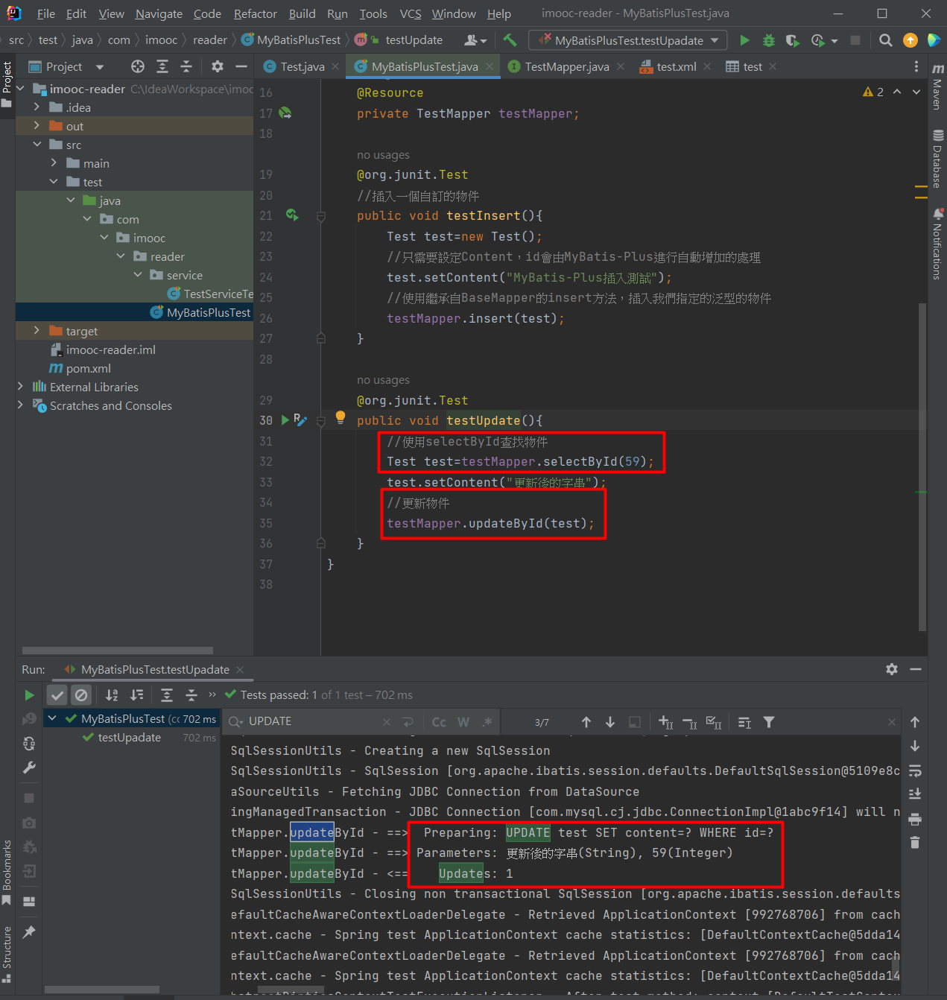 File Edit View Navigate Code Refactor Build Run Tools VCS Window Help imooc-reader - MyBatisPlusTest.java
src test java com imooc reader MyBatisPlusTest testUpdate MyBatisPlusTest.testUpadate
Project
Test.java MyBatisPlusTest.java TestMapper.java test.xml test
imooc-reader C:\IdeaWorkspace\imoc
.idea
out
src
main
test
java
com
imooc
reader
service
TestServiceTe
MyBatisPlusTest
target
imooc-reader.iml
pom.xml
External Libraries
Scratches and Consoles
Project
Bookmarks
Structure
Maven
Database
Notifications
2
16 @Resource
17 private TestMapper testMapper;
18
no usages
19 @org.junit.Test
20 //插入一個自訂的物件
21 public void testInsert(){
22 Test test=new Test();
23 //只需要設定Content，id會由MyBatis-Plus進行自動增加的處理
24 test.setContent("MyBatis-Plus插入測試");
25 //使用繼承自BaseMapper的insert方法，插入我們指定的泛型的物件
26 testMapper.insert(test);
27 }
28
no usages
29 @org.junit.Test
30 public void testUpdate(){
31 //使用selectById查找物件
32 Test test=testMapper.selectById(59);
33 test.setContent("更新後的字串");
34 //更新物件
35 testMapper.updateById(test);
36 }
37 }
38
Run: MyBatisPlusTest.testUpadate
Tests passed: 1 of 1 test – 702 ms
MyBatisPlusTest (cc 702 ms
testUpadate 702 ms
UPDATE Cc W .* 3/7
SqlSessionUtils - Creating a new SqlSession
SqlSessionUtils - SqlSession [org.apache.ibatis.session.defaults.DefaultSqlSession@5109e8c
aSourceUtils - Fetching JDBC Connection from DataSource
ingManagedTransaction - JDBC Connection [com.mysql.cj.jdbc.ConnectionImpl@1abc9f14] will n
tMapper.updateById - ==>  Preparing: UPDATE test SET content=? WHERE id=?
tMapper.updateById - ==> Parameters: 更新後的字串(String), 59(Integer)
tMapper.updateById - <==    Updates: 1
SqlSessionUtils - Closing non transactional SqlSession [org.apache.ibatis.session.defaults
efaultCacheAwareContextLoaderDelegate - Retrieved ApplicationContext [992768706] from cach
ntext.cache - Spring test ApplicationContext cache statistics: [DefaultContextCache@5dda14
efaultCacheAwareContextLoaderDelegate - Retrieved ApplicationContext [992768706] from cach
ntext.cache - Spring test ApplicationContext cache statistics: [DefaultContextCache@5dda14